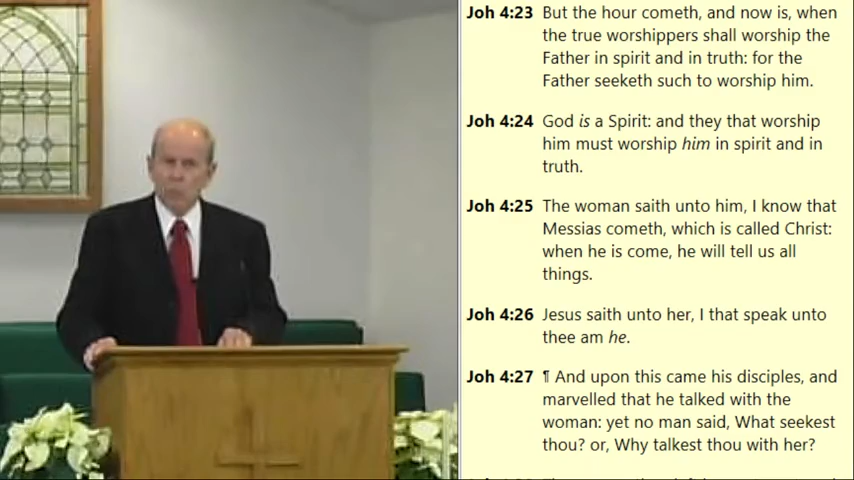 Joh 4:23 But the hour cometh, and now is, when
the true worshippers shall worship the
Father in spirit and in truth: for the
Father seeketh such to worship him.
Joh 4:24 God is a Spirit: and they that worship
him must worship him in spirit and in
truth.
Joh 4:25 The woman saith unto him, I know that
Messias cometh, which is called Christ:
when he is come, he will tell us all
things.
Joh 4:26 Jesus saith unto her, I that speak unto
thee am he.
Joh 4:27 ¶ And upon this came his disciples, and
marvelled that he talked with the
woman: yet no man said, What seekest
thou? or, Why talkest thou with her?